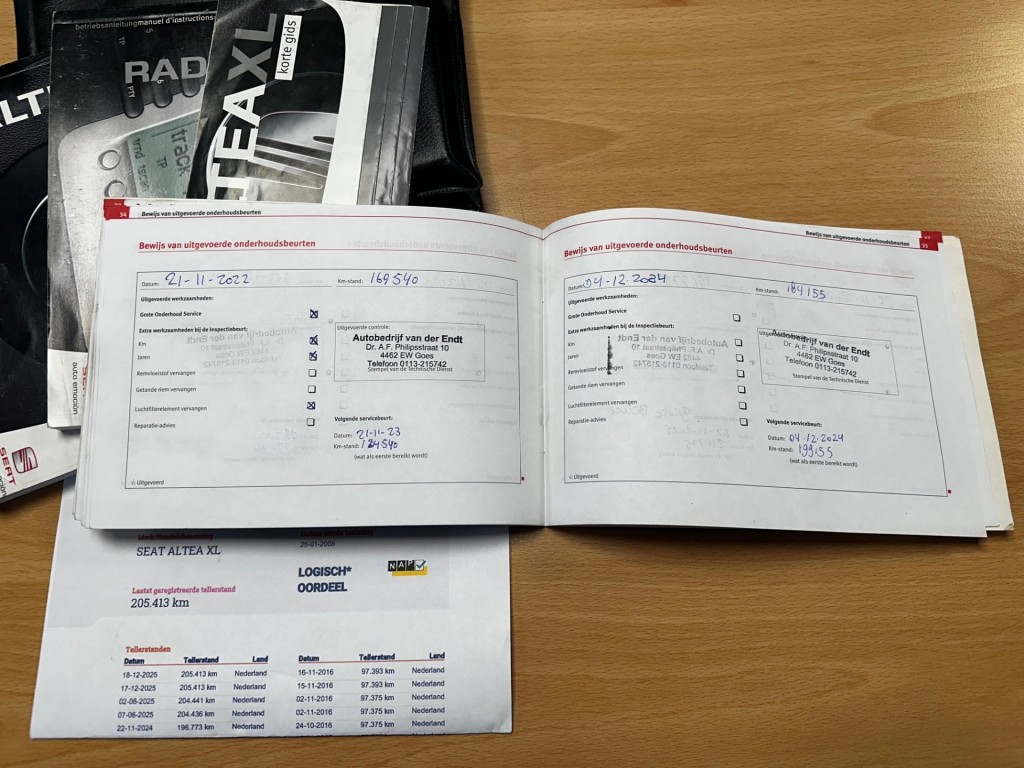 betriebsanleitung manuel d'instructions
RAD
TP
PTY
track
TP
ALTEA XL
korte gids
ALT
auto emoción
SEAT
34
Bewijs van uitgevoerde onderhoudsbeurten
Bewijs van uitgevoerde onderhoudsbeurten
Datum: 21-11-2022
Km-stand: 169540
Uitgevoerde werkzaamheden:
Grote Onderhoud Service
Extra werkzaamheden bij de Inspectiebeurt:
Km
Jaren
Remvloeistof vervangen
Getande riem vervangen
Luchtfilterelement vervangen
Reparatie-advies
Uitgevoerde controle:
Autobedrijf van der Endt
Dr. A.F. Philipsstraat 10
4462 EW Goes
Telefoon 0113-215742
Stempel van de Technische Dienst
Volgende servicebeurt:
Datum: 21-11-23
Km-stand: 184540
(wat als eerste bereikt wordt)
Uitgevoerd
Bewijs van uitgevoerde onderhoudsbeurten
35
Bewijs van uitgevoerde onderhoudsbeurten
Datum: 04-12.2024
Km-stand: 184155
Uitgevoerde werkzaamheden:
Grote Onderhoud Service
Extra werkzaamheden bij de Inspectiebeurt:
Km
Jaren
Remvloeistof vervangen
Getande riem vervangen
Luchtfilterelement vervangen
Reparatie-advies
Autobedrijf van der Endt
Dr. A.F. Philipsstraat 10
4462 EW Goes
Telefoon 0113-215742
Stempel van de Technische Dienst
Volgende servicebeurt:
Datum: 04.12.2024
Km-stand: 199155
(wat als eerste bereikt wordt)
Uitgevoerd
SEAT ALTEA XL
25-01-2008
LOGISCH*
OORDEEL
NAP
Laatst geregistreerde tellerstand
205.413 km
Tellerstanden
Datum Tellerstand Land Datum Tellerstand Land
18-12-2025 205.413 km Nederland 16-11-2016 97.393 km Nederland
17-12-2025 205.413 km Nederland 15-11-2016 97.393 km Nederland
02-08-2025 204.441 km Nederland 02-11-2016 97.375 km Nederland
07-06-2025 204.436 km Nederland 02-11-2016 97.375 km Nederland
22-11-2024 196.773 km Nederland 24-10-2016 97.375 km Nederland